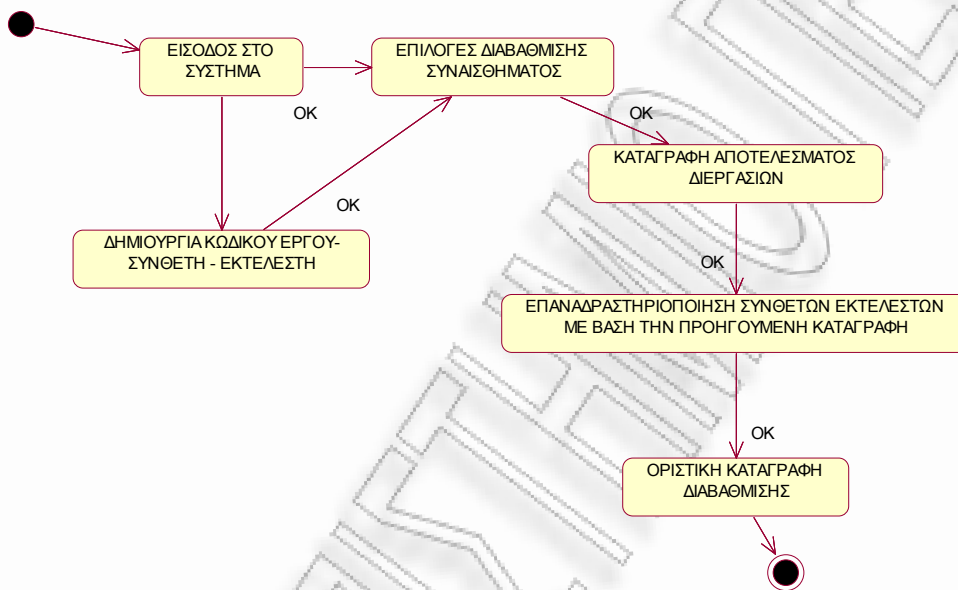 ΕΙΣΟΔΟΣ ΣΤΟ
ΣΥΣΤΗΜΑ
ΕΠΙΛΟΓΕΣ ΔΙΑΒΑΘΜΙΣΗΣ
ΣΥΝΑΙΣΘΗΜΑΤΟΣ
OK
OK
ΚΑΤΑΓΡΑΦΗ ΑΠΟΤΕΛΕΣΜΑΤΟΣ
ΔΙΕΡΓΑΣΙΩΝ
OK
ΔΗΜΙΟΥΡΓΙΑ ΚΩΔΙΚΟΥ ΕΡΓΟΥ-
ΣΥΝΘΕΤΗ - ΕΚΤΕΛΕΣΤΗ
OK
ΕΠΑΝΑΔΡΑΣΤΗΡΙΟΠΟΙΗΣΗ ΣΥΝΘΕΤΩΝ ΕΚΤΕΛΕΣΤΩΝ
ΜΕ ΒΑΣΗ ΤΗΝ ΠΡΟΗΓΟΥΜΕΝΗ ΚΑΤΑΓΡΑΦΗ
OK
ΟΡΙΣΤΙΚΗ ΚΑΤΑΓΡΑΦΗ
ΔΙΑΒΑΘΜΙΣΗΣ